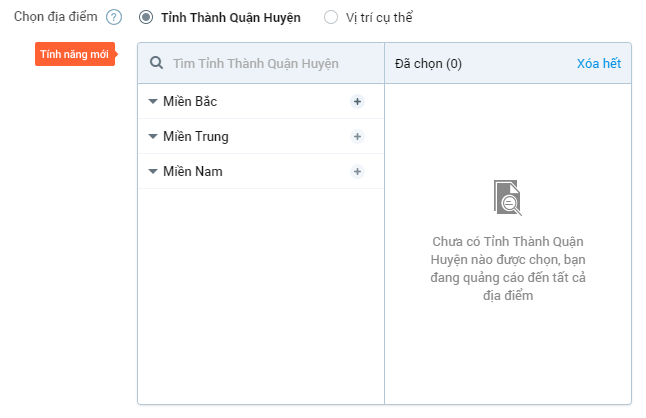 Chọn địa điểm ? Tỉnh Thành Quận Huyện Vị trí cụ thể
Tính năng mới
Tìm Tỉnh Thành Quận Huyện
Đã chọn (0) Xóa hết
Miền Bắc +
Miền Trung +
Miền Nam +
Chưa có Tỉnh Thành Quận
Huyện nào được chọn, bạn
đang quảng cáo đến tất cả
địa điểm